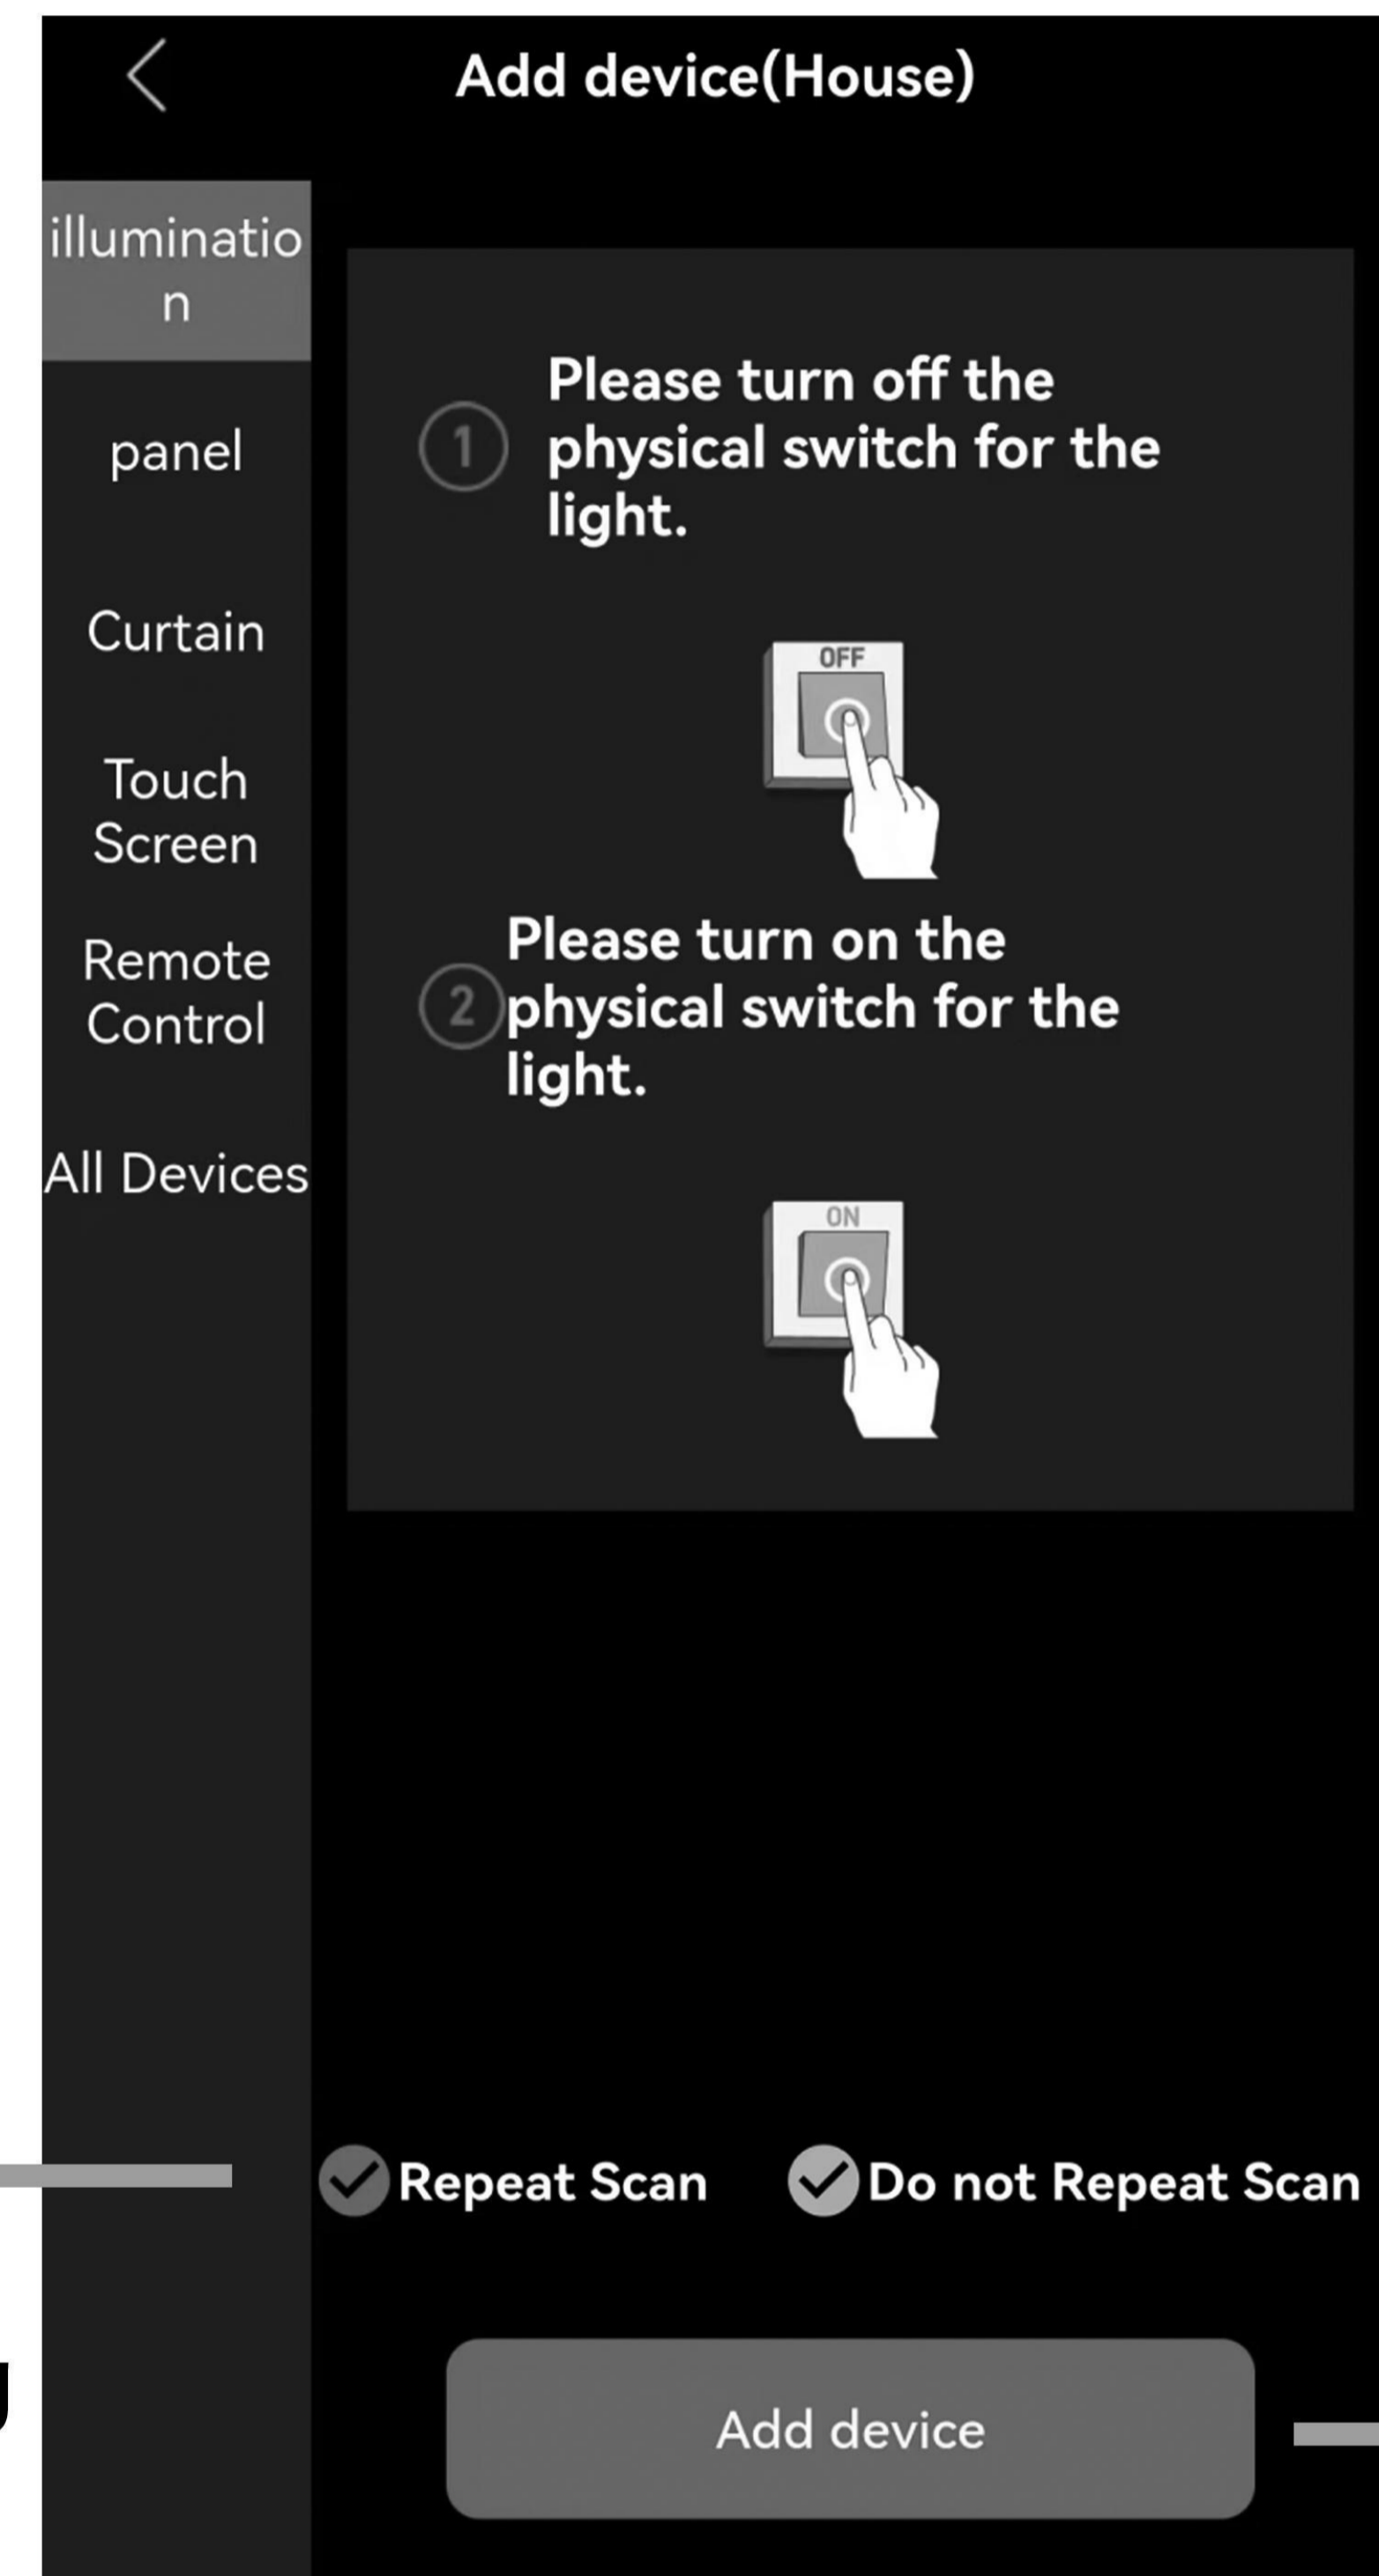 Add device(House)
illuminatio
n
panel
Curtain
Touch
Screen
Remote
Control
All Devices
1
Please turn off the
physical switch for the
light.
OFF
2
Please turn on the
physical switch for the
light.
ON
Repeat Scan
Do not Repeat Scan
Add device